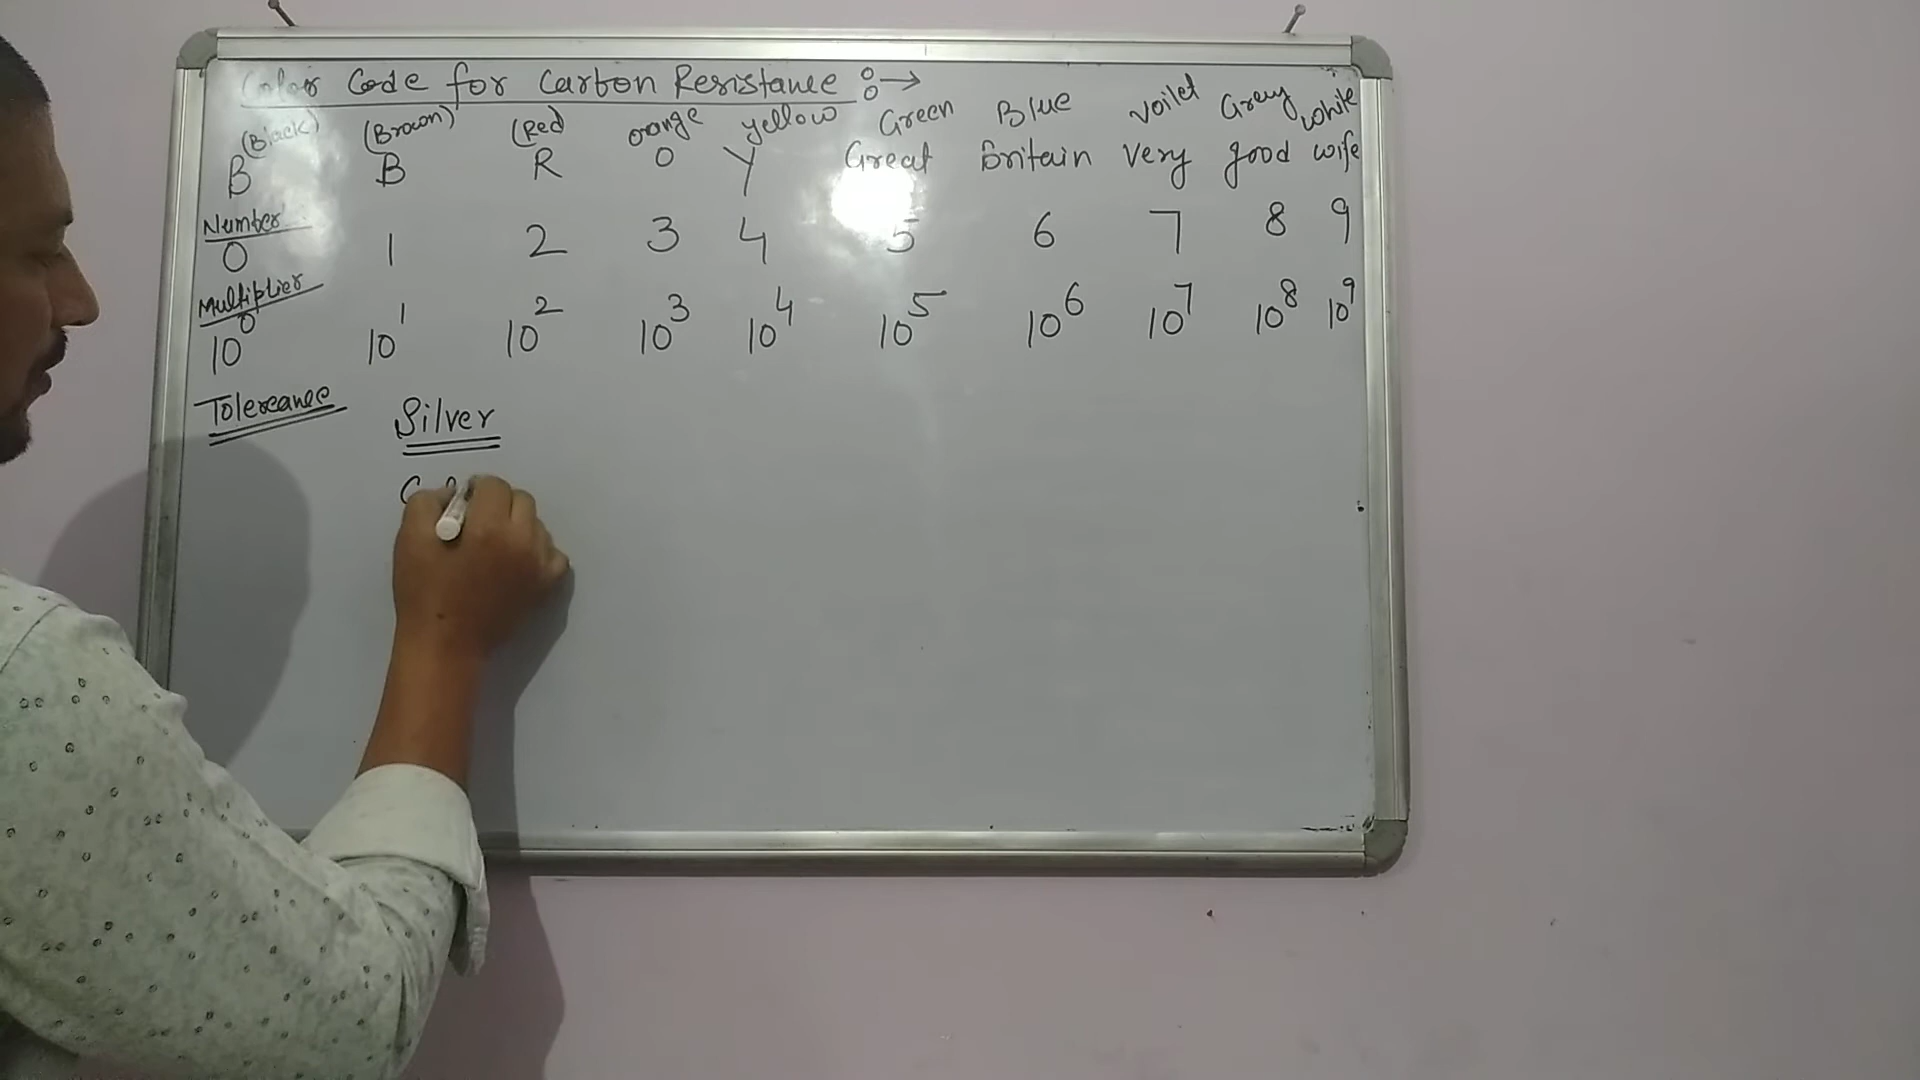 Color Code for Carbon Resistance :→
(Black) (Brown) (Red orange yellow Green Blue voilet Grey white
B B R O Y Great Britain very good wife
Number
0 1 2 3 4 5 6 7 8 9
Multiplier
10⁰ 10¹ 10² 10³ 10⁴ 10⁵ 10⁶ 10⁷ 10⁸ 10⁹
Tolereance Silver